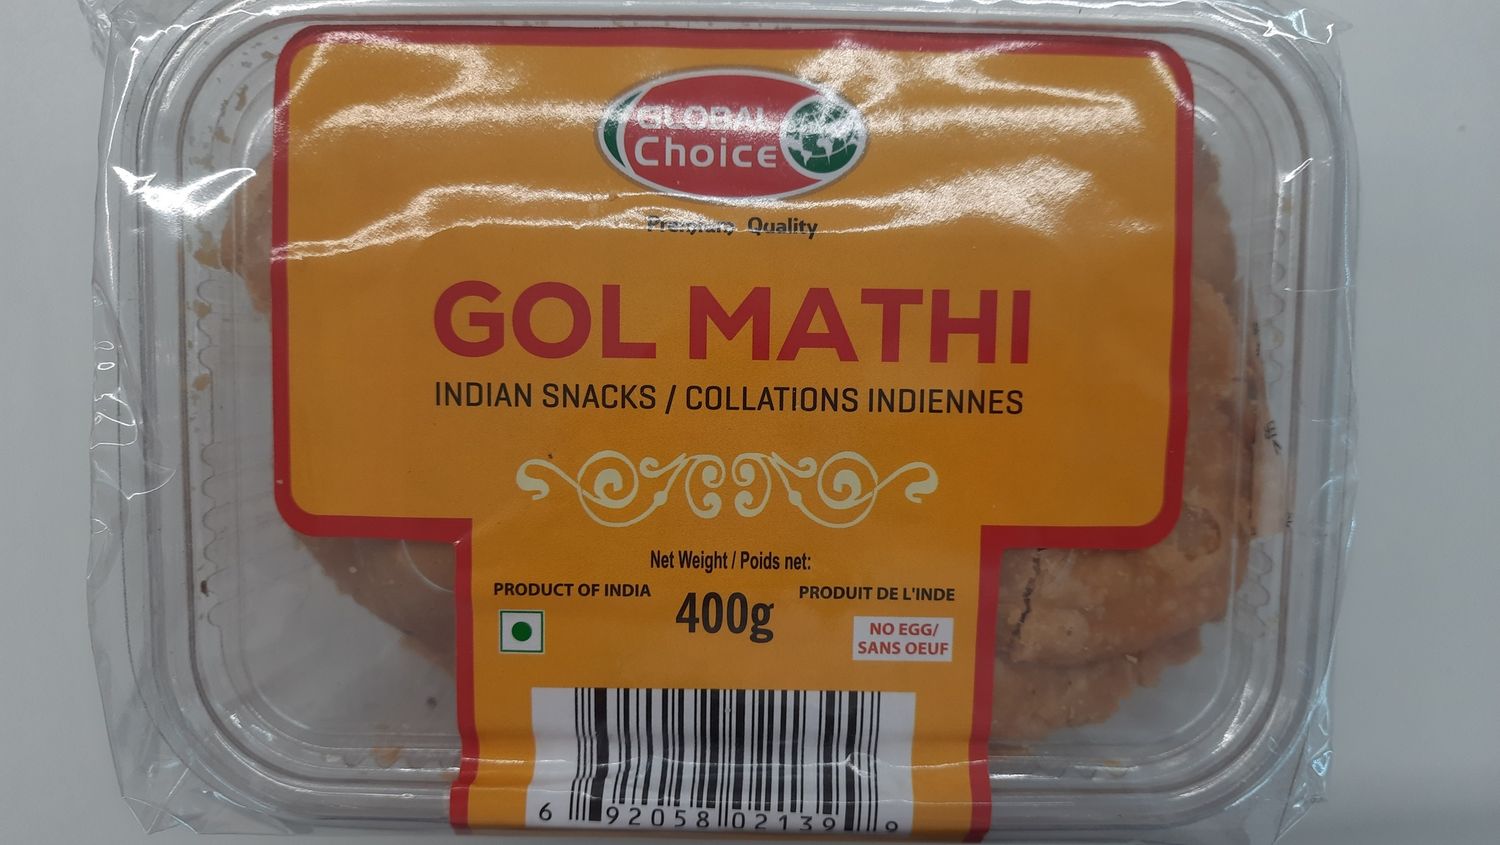 GLOBAL
Choice
Premium Quality
GOL MATHI
INDIAN SNACKS / COLLATIONS INDIENNES
Net Weight / Poids net:
PRODUCT OF INDIA
400g
PRODUIT DE L'INDE
NO EGG/
SANS OEUF
6 92058 02139 9